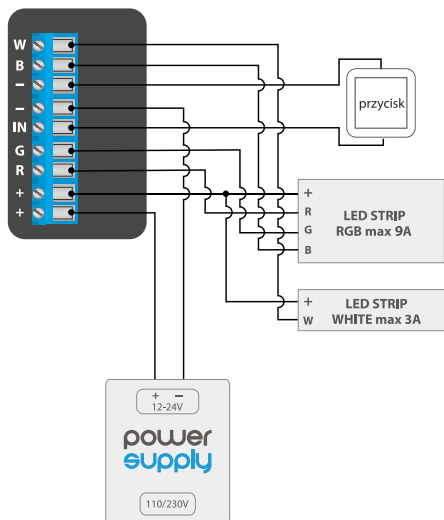 W
B
–
–
IN
G
R
+
+
przycisk
+
R
G
B
LED STRIP
RGB max 9A
+
W
LED STRIP
WHITE max 3A
+ –
12-24V
power
supply
110/230V